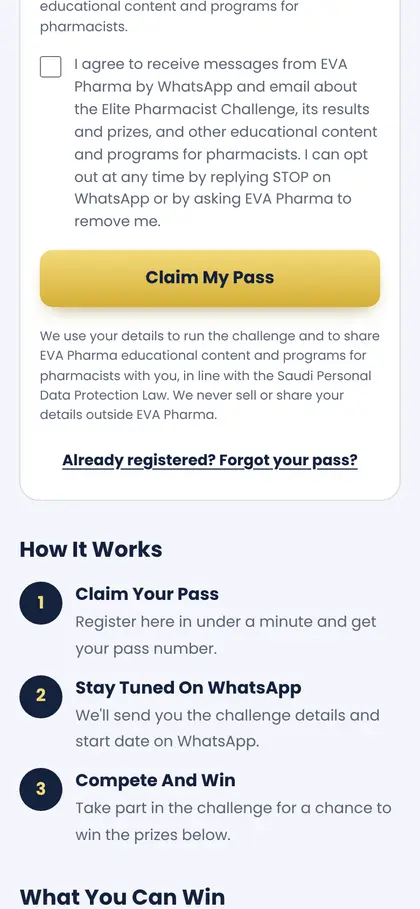 educational content and programs for
pharmacists.
I agree to receive messages from EVA
Pharma by WhatsApp and email about
the Elite Pharmacist Challenge, its results
and prizes, and other educational content
and programs for pharmacists. I can opt
out at any time by replying STOP on
WhatsApp or by asking EVA Pharma to
remove me.
Claim My Pass
We use your details to run the challenge and to share
EVA Pharma educational content and programs for
pharmacists with you, in line with the Saudi Personal
Data Protection Law. We never sell or share your
details outside EVA Pharma.
Already registered? Forgot your pass?
How It Works
1
Claim Your Pass
Register here in under a minute and get
your pass number.
2
Stay Tuned On WhatsApp
We'll send you the challenge details and
start date on WhatsApp.
3
Compete And Win
Take part in the challenge for a chance to
win the prizes below.
What You Can Win